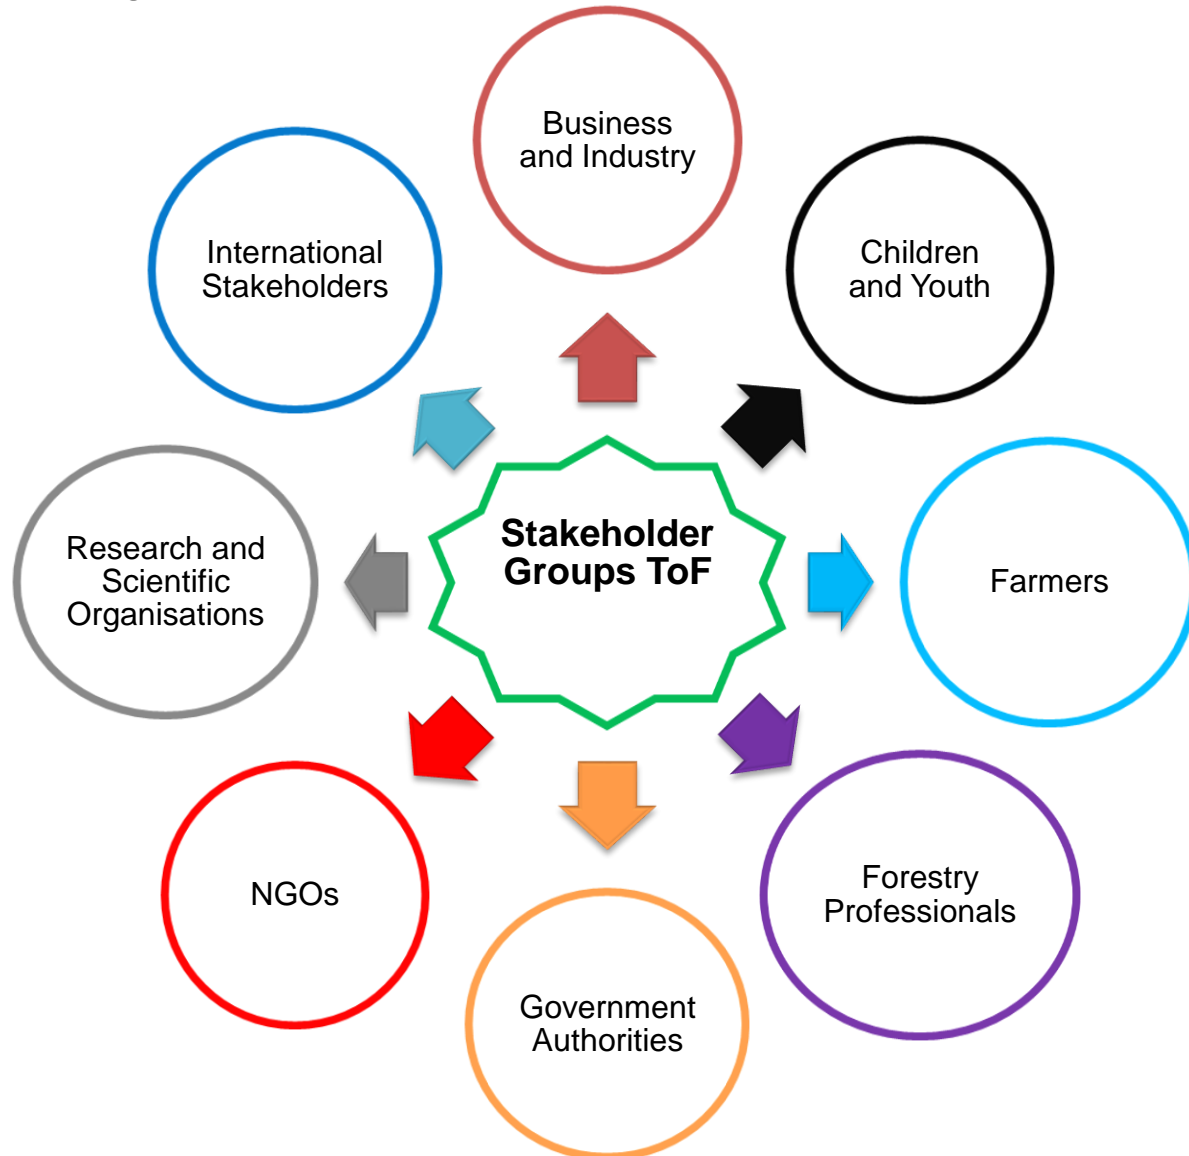 Business
and Industry
Children
and Youth
Farmers
Forestry
Professionals
Government
Authorities
NGOs
Research and
Scientific
Organisations
International
Stakeholders
Stakeholder
Groups ToF